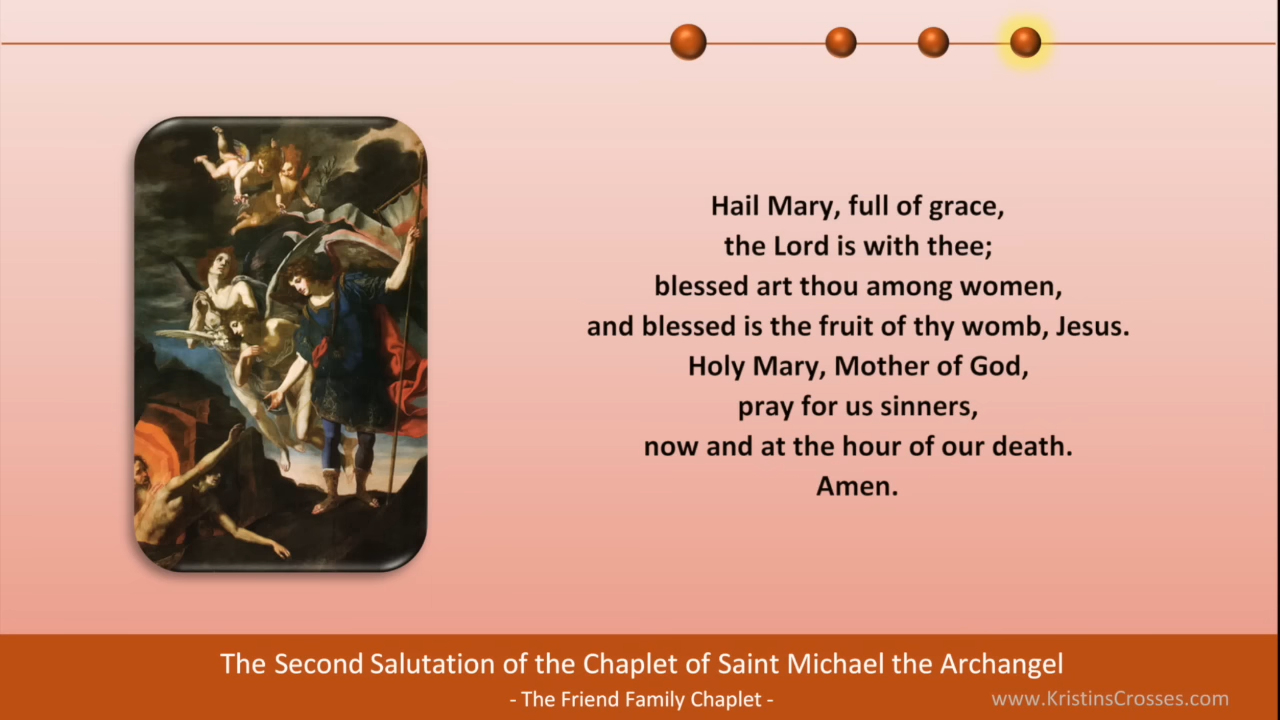 Hail Mary, full of grace,
the Lord is with thee;
blessed art thou among women,
and blessed is the fruit of thy womb, Jesus.
Holy Mary, Mother of God,
pray for us sinners,
now and at the hour of our death.
Amen.
The Second Salutation of the Chaplet of Saint Michael the Archangel
- The Friend Family Chaplet -
www.KristinsCrosses.com